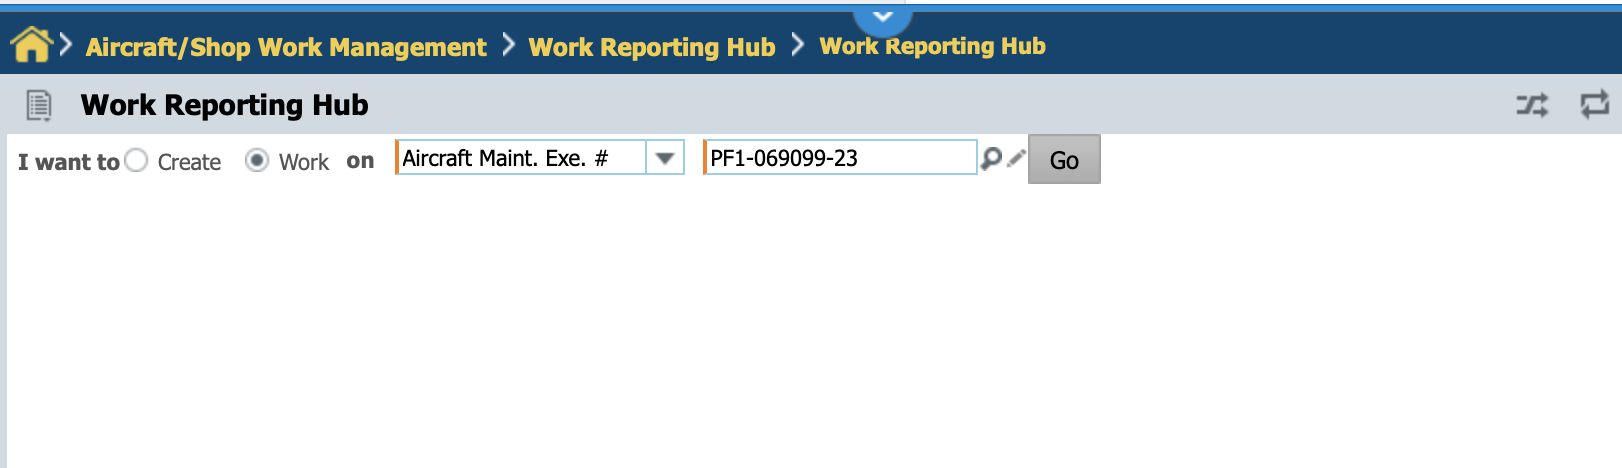 Aircraft/Shop Work Management Work Reporting Hub Work Reporting Hub
Work Reporting Hub
I want to Create Work on Aircraft Maint. Exe. # PF1-069099-23 Go